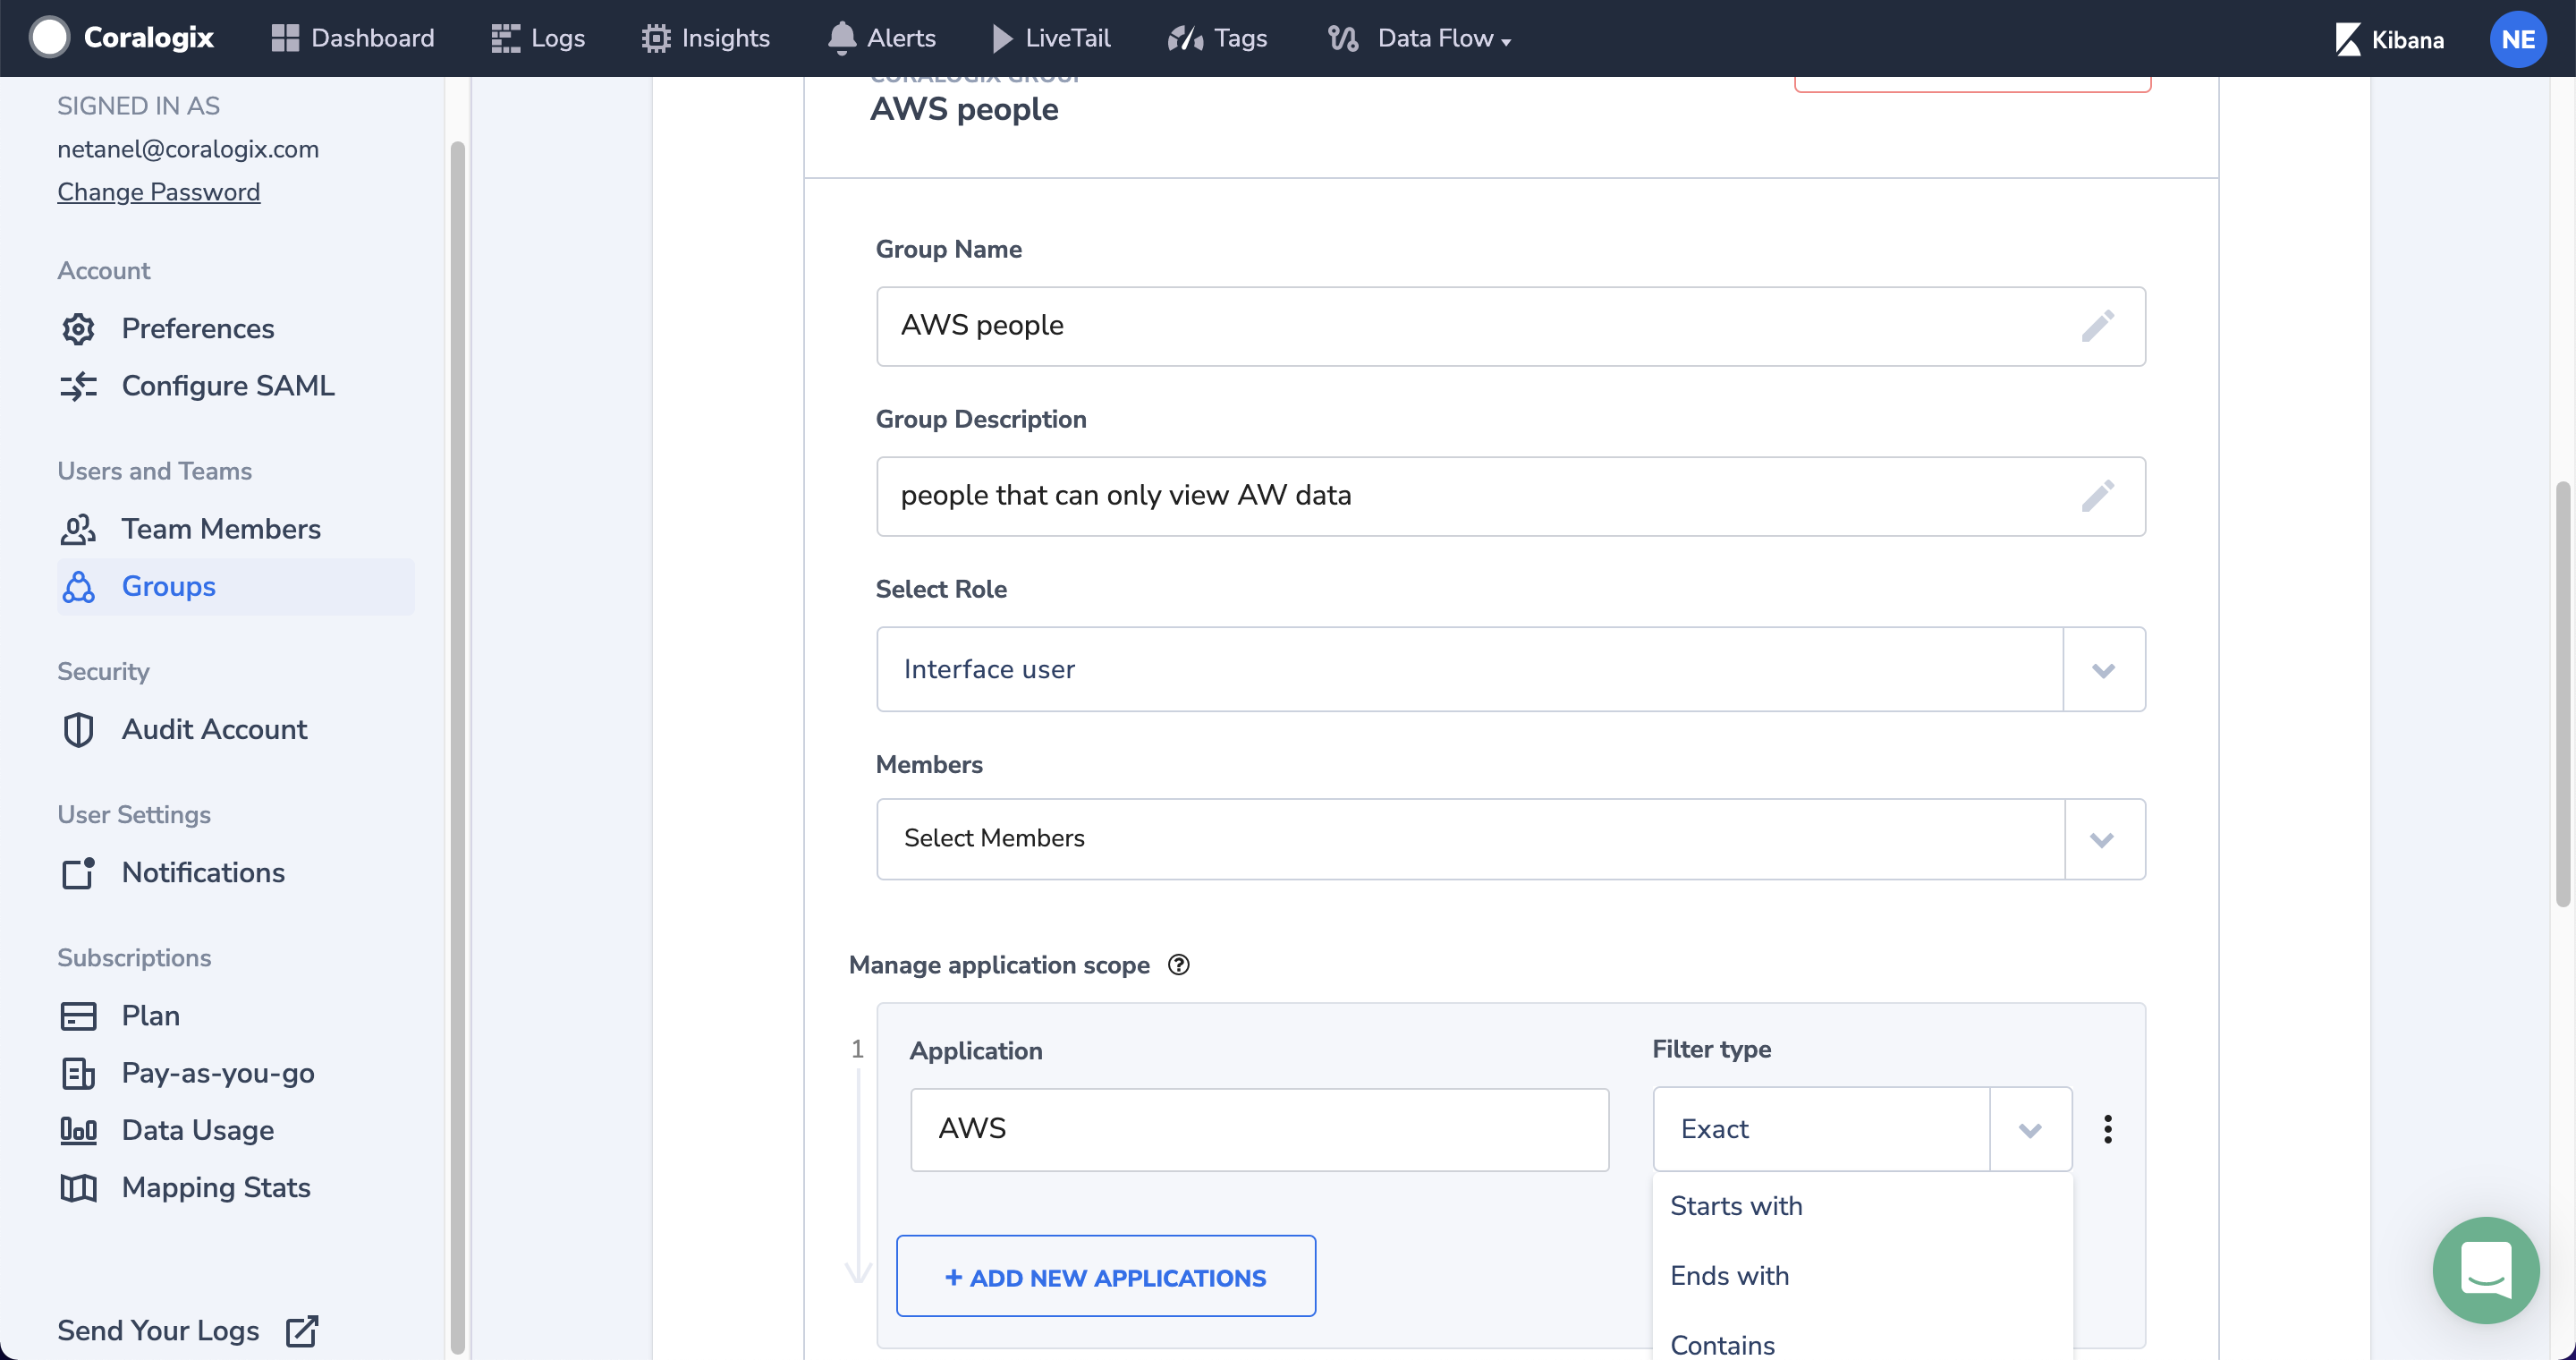 Coralogix
Dashboard
Logs
Insights
Alerts
LiveTail
Tags
Data Flow
Kibana
NE
SIGNED IN AS
netanel@coralogix.com
Change Password
Account
Preferences
Configure SAML
Users and Teams
Team Members
Groups
Security
Audit Account
User Settings
Notifications
Subscriptions
Plan
Pay-as-you-go
Data Usage
Mapping Stats
Send Your Logs
CORALOGIX GROUP
AWS people
Group Name
AWS people
Group Description
people that can only view AW data
Select Role
Interface user
Members
Select Members
Manage application scope ?
1
Application
Filter type
AWS
Exact
Starts with
Ends with
Contains
+ ADD NEW APPLICATIONS